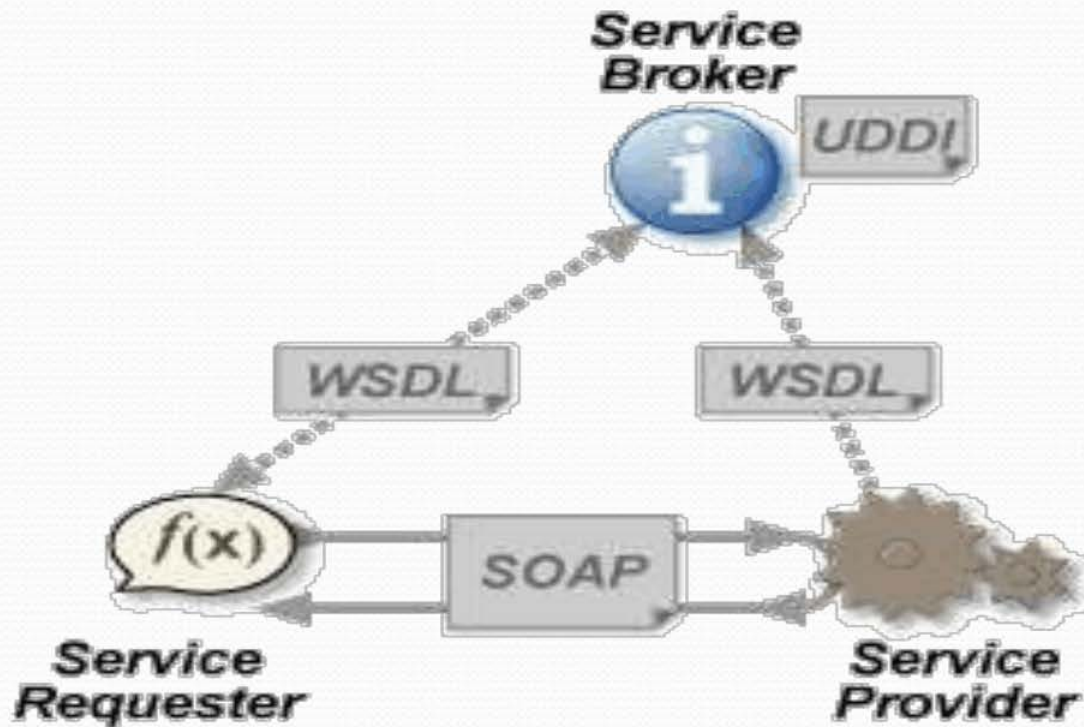 Service
Broker
i
UDDI
WSDL
WSDL
f(x)
SOAP
Service
Requester
Service
Provider